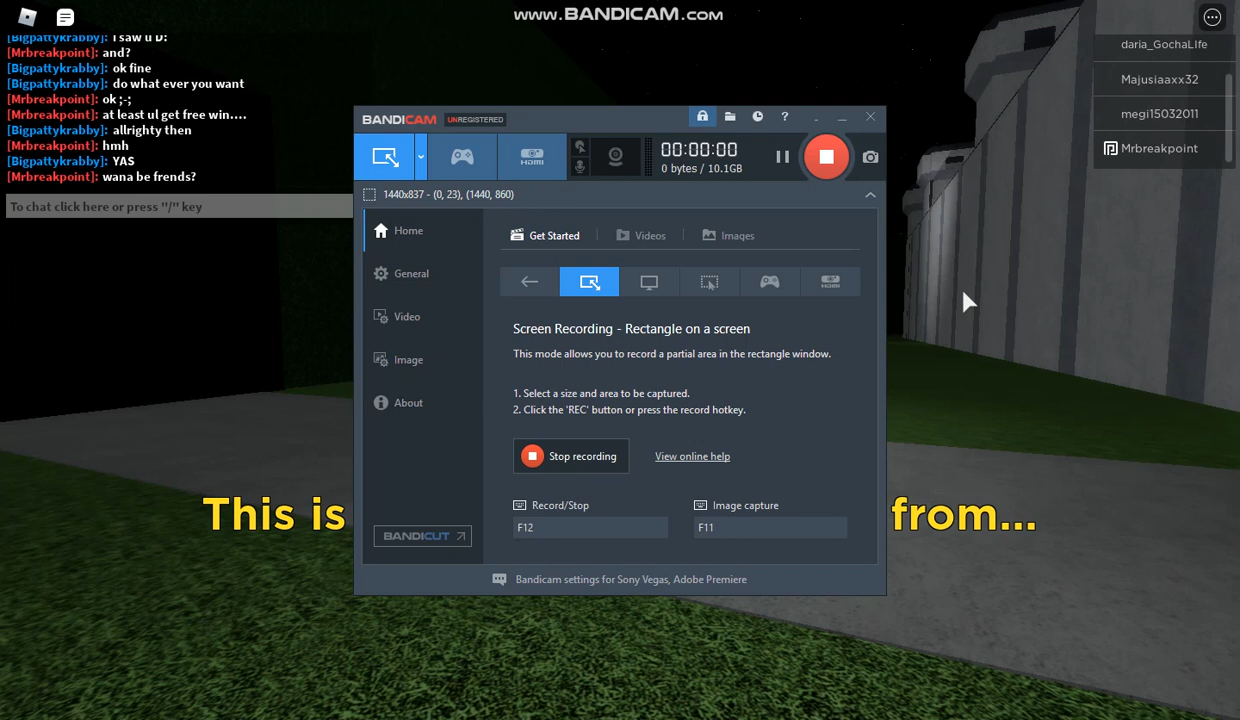 www.BANDICAM.com
[Bigpattykrabby]: i saw u D:
[Mrbreakpoint]: and?
[Bigpattykrabby]: ok fine
[Bigpattykrabby]: do what ever you want
[Mrbreakpoint]: ok ;-;
[Mrbreakpoint]: at least ul get free win....
[Bigpattykrabby]: allrighty then
[Mrbreakpoint]: hmh
[Bigpattykrabby]: YAS
[Mrbreakpoint]: wana be frends?
To chat click here or press "/" key
daria_GochaLIfe
Majusiaaxx32
megi15032011
Mrbreakpoint
BANDICAM UNREGISTERED
HDMI
00:00:00
0 bytes / 10.1GB
1440x837 - (0, 23), (1440, 860)
Home
General
Video
Image
About
BANDICUT
Get Started
Videos
Images
HDMI
Screen Recording - Rectangle on a screen
This mode allows you to record a partial area in the rectangle window.
1. Select a size and area to be captured.
2. Click the 'REC' button or press the record hotkey.
Stop recording
View online help
Record/Stop
Image capture
F12
F11
Bandicam settings for Sony Vegas, Adobe Premiere
This is from...